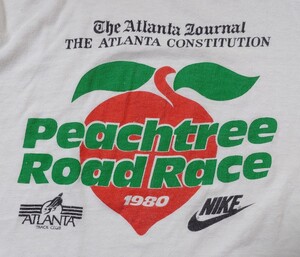 The Atlanta Journal
THE ATLANTA CONSTITUTION
Peachtree
Road Race
1980
ATLANTA
TRACK CLUB
NIKE